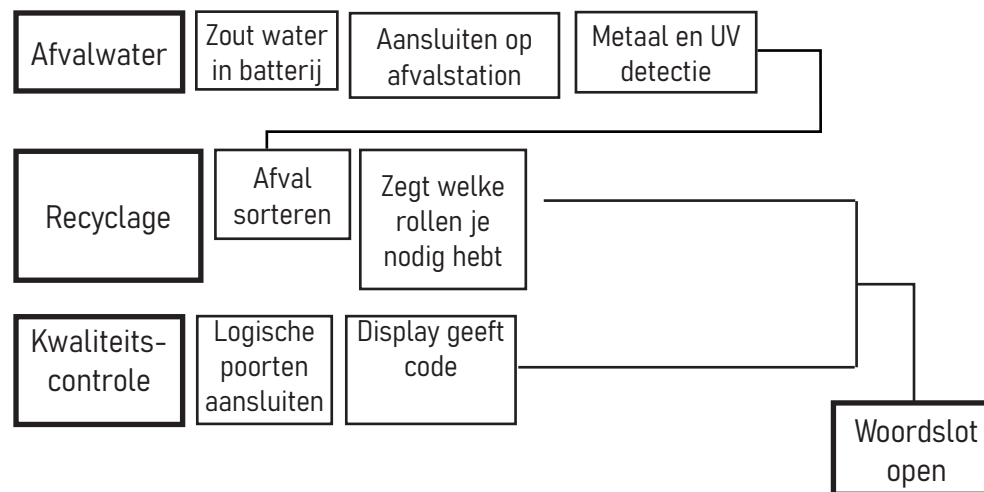 Afvalwater
Zout water
in batterij
Aansluiten op
afvalstation
Metaal en UV
detectie
Recyclage
Afval
sorteren
Zegt welke
rollen je
nodig hebt
Kwaliteits-
controle
Logische
poorten
aansluiten
Display geeft
code
Woordslot
open